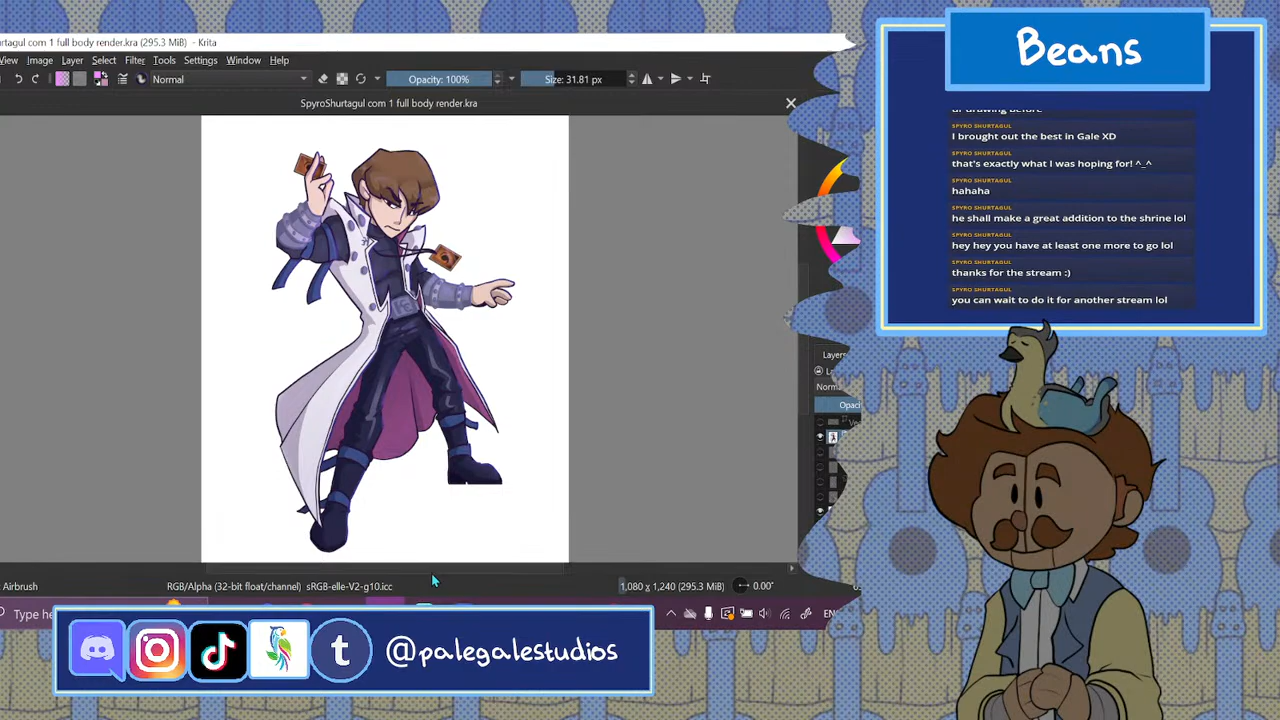 urtagul com 1 full body render.kra (295.3 MiB) * - Krita
View Image Layer Select Filter Tools Settings Window Help
Normal Opacity: 100% Size: 31.81 px
SpyroShurtagul com 1 full body render.kra
Layers
Norm
Opac
Airbrush RGB/Alpha (32-bit float/channel) sRGB-elle-V2-g10.icc 1,080 x 1,240 (295.3 MiB) 0.00°
Type he
t @palegalestudios
Beans
SPYRO SHURTAGUL
I brought out the best in Gale XD
SPYRO SHURTAGUL
that's exactly what I was hoping for! ^_^
SPYRO SHURTAGUL
hahaha
SPYRO SHURTAGUL
he shall make a great addition to the shrine lol
SPYRO SHURTAGUL
hey hey you have at least one more to go lol
SPYRO SHURTAGUL
thanks for the stream :)
SPYRO SHURTAGUL
you can wait to do it for another stream lol